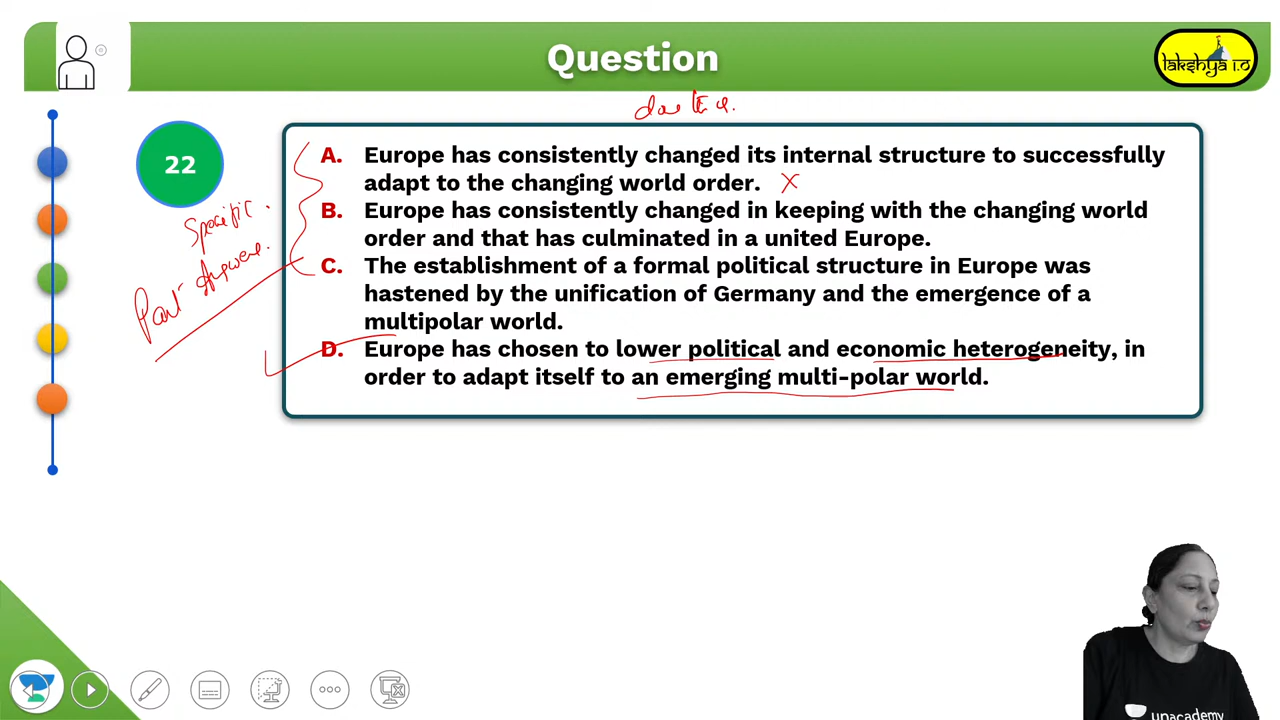 Question
lakshya 1.0
22
A. Europe has consistently changed its internal structure to successfully
adapt to the changing world order. X
B. Europe has consistently changed in keeping with the changing world
order and that has culminated in a united Europe.
C. The establishment of a formal political structure in Europe was
hastened by the unification of Germany and the emergence of a
multipolar world.
D. Europe has chosen to lower political and economic heterogeneity, in
order to adapt itself to an emerging multi-polar world.
Specific.
Part Answers.
unacademy